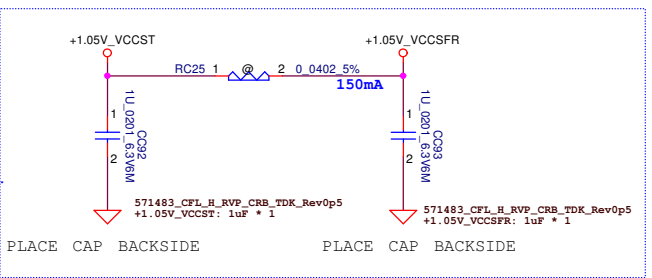 +1.05V_VCCST
+1.05V_VCCSFR
RC25 1 @ 2 0_0402_5%
150mA
1
1U_0201_6.3V6M
CC92
2
1
1U_0201_6.3V6M
CC93
2
571483_CFL_H_RVP_CRB_TDK_Rev0p5
+1.05V_VCCST: 1uF * 1
571483_CFL_H_RVP_CRB_TDK_Rev0p5
+1.05V_VCCSFR: 1uF * 1
PLACE CAP BACKSIDE
PLACE CAP BACKSIDE